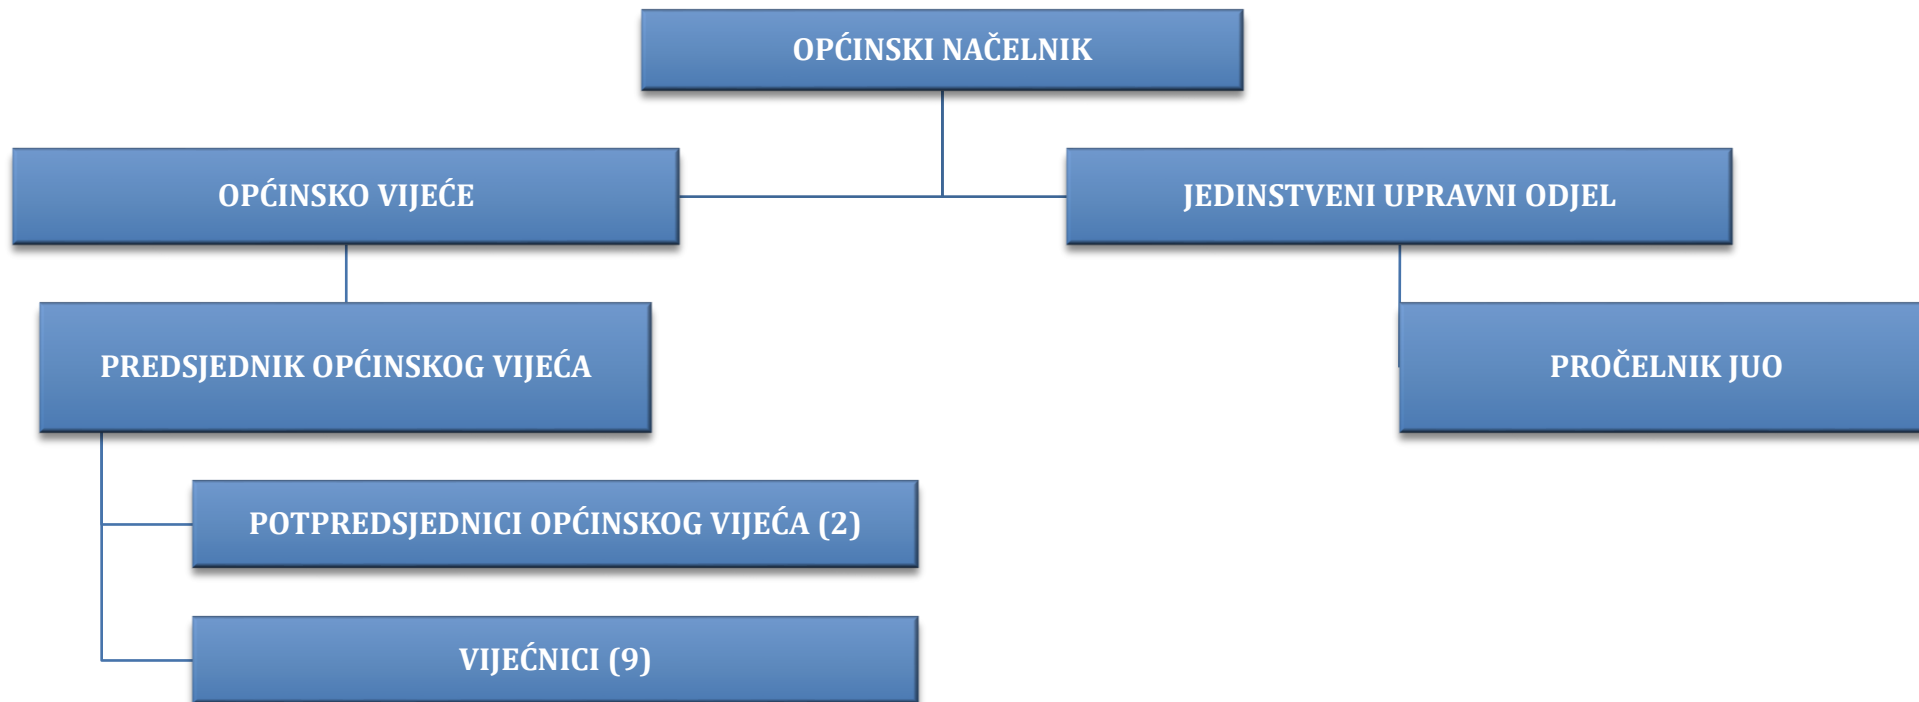 OPĆINSKI NAČELNIK
OPĆINSKO VIJEĆE
JEDINSTVENI UPRAVNI ODJEL
PREDSJEDNIK OPĆINSKOG VIJEĆA
PROČELNIK JUO
POTPREDSJEDNICI OPĆINSKOG VIJEĆA (2)
VIJEĆNICI (9)